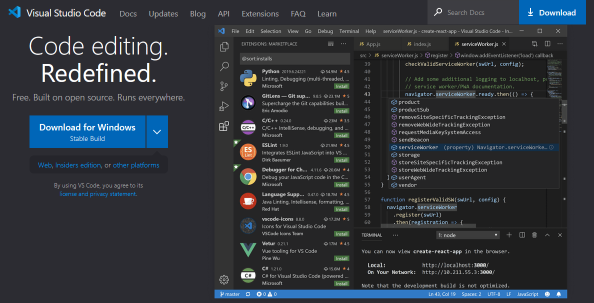 Visual Studio Code
Docs Updates Blog API Extensions FAQ Learn
Search Docs
Download
Code editing.
Redefined.
Free. Built on open source. Runs everywhere.
Download for Windows
Stable Build
Web, Insiders edition, or other platforms
By using VS Code, you agree to its
license and privacy statement.
File Edit Selection View Go Debug Terminal Help serviceWorker.js - create-react-app - Visual Studio Code
EXTENSIONS: MARKETPLACE
@sort:installs
Python
Linting, Debugging (multi-threaded,
Microsoft
Install
GitLens — Git sup...
Supercharge the Git capabilities built
Eric Amodio
Install
C/C++
C/C++ IntelliSense, debugging, and
Microsoft
Install
ESLint
Integrates ESLint JavaScript into VS
Dirk Baeumer
Install
Debugger for Ch...
Debug your JavaScript code in the
Microsoft
Install
Language Supp...
Java Linting, Intellisense, formatting,
Red Hat
Install
vscode-icons
Icons for Visual Studio Code
VSCode Icons Team
Install
Vetur
Vue tooling for VS Code
Pine Wu
Install
C#
C# for Visual Studio Code (powered
Microsoft
Install
master
App.js index.js serviceWorker.js
src serviceWorker.js register window.addEventListener('load') callback
checkValidServiceWorker(swUrl, config);
// Add some additional logging to localhost,
// service worker/PWA documentation.
navigator.serviceWorker.ready.then(() => {
product
productSub
removeSiteSpecificTrackingException
removeWebWideTrackingException
requestMediaKeySystemAccess
sendBeacon
serviceWorker (property) Navigator.serviceWorke...
storage
storeSiteSpecificTrackingException
storeWebWideTrackingException
userAgent
vendor
function registerValidSW(swUrl, config) {
navigator.serviceWorker
.register(swUrl)
.then(registration => {
TERMINAL
1: node
You can now view create-react-app in the browser.
Local: http://localhost:3000/
On Your Network: http://10.211.55.3:3000/
Note that the development build is not optimized.
Ln 43, Col 19 Spaces: 2 UTF-8 LF JavaScript